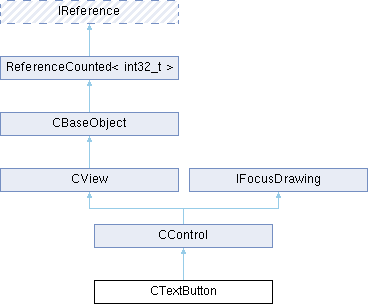 IReference
ReferenceCounted< int32_t >
CBaseObject
CView
IFocusDrawing
CControl
CTextButton